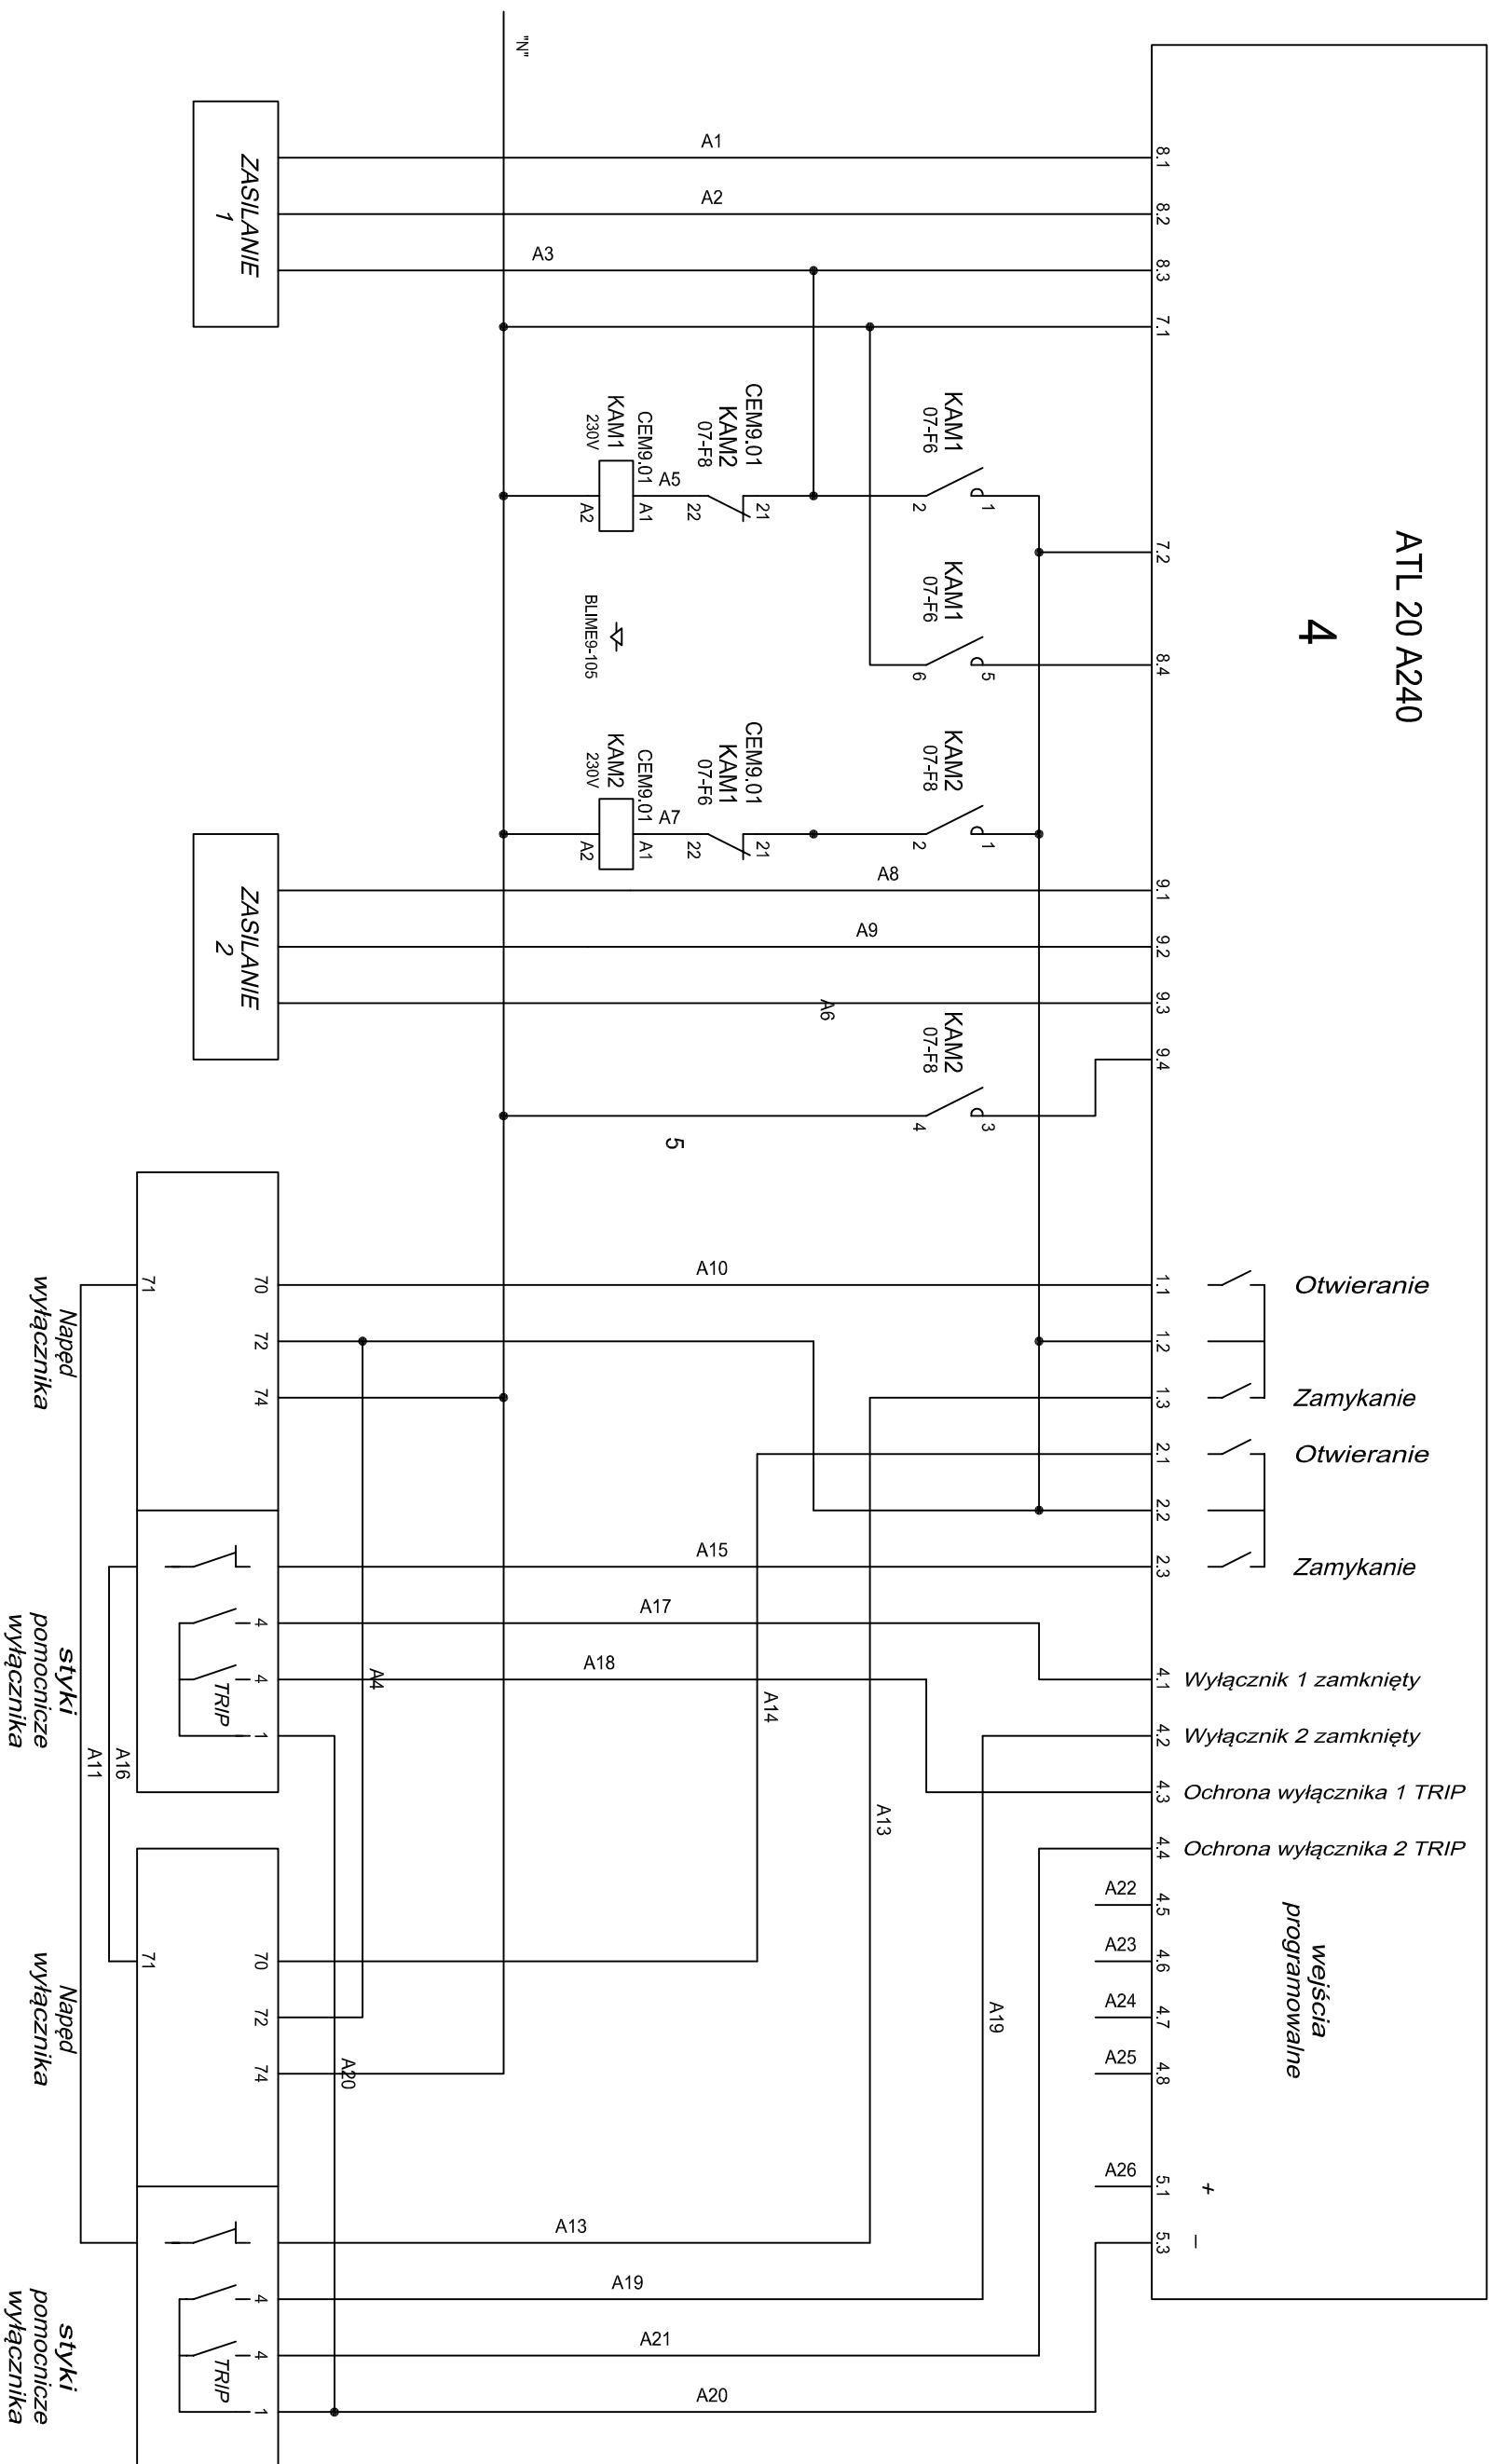 ATL 20 A240
4
8.1
8.2
8.3
7.1
7.2
8.4
9.1
9.2
9.3
9.4
1.1
1.2
1.3
2.1
2.2
2.3
4.1
4.2
4.3
4.4
4.5
4.6
4.7
4.8
5.1
5.3
Otwieranie
Zamykanie
Otwieranie
Zamykanie
Wyłącznik 1 zamknięty
Wyłącznik 2 zamknięty
Ochrona wyłącznika 1 TRIP
Ochrona wyłącznika 2 TRIP
wejścia
programowalne
+
–
A22
A23
A24
A25
A26
"N"
A1
A2
A3
KAM1
07-F6
1
2
KAM1
07-F6
5
6
KAM2
07-F8
1
2
KAM2
07-F8
3
4
5
CEM9.01
KAM2
07-F8
21
22
A5
CEM9.01
KAM1
230V
A1
A2
BLIME9-105
CEM9.01
KAM1
07-F6
21
22
A7
CEM9.01
KAM2
230V
A1
A2
A8
A9
A6
A10
A15
A17
A18
A4
A14
A13
A19
A20
A13
A19
A21
A20
ZASILANIE
1
ZASILANIE
2
70
72
74
71
Napęd
wyłącznika
4
4
1
TRIP
styki
pomocnicze
wyłącznika
A16
A11
70
72
74
71
Napęd
wyłącznika
4
4
1
TRIP
styki
pomocnicze
wyłącznika